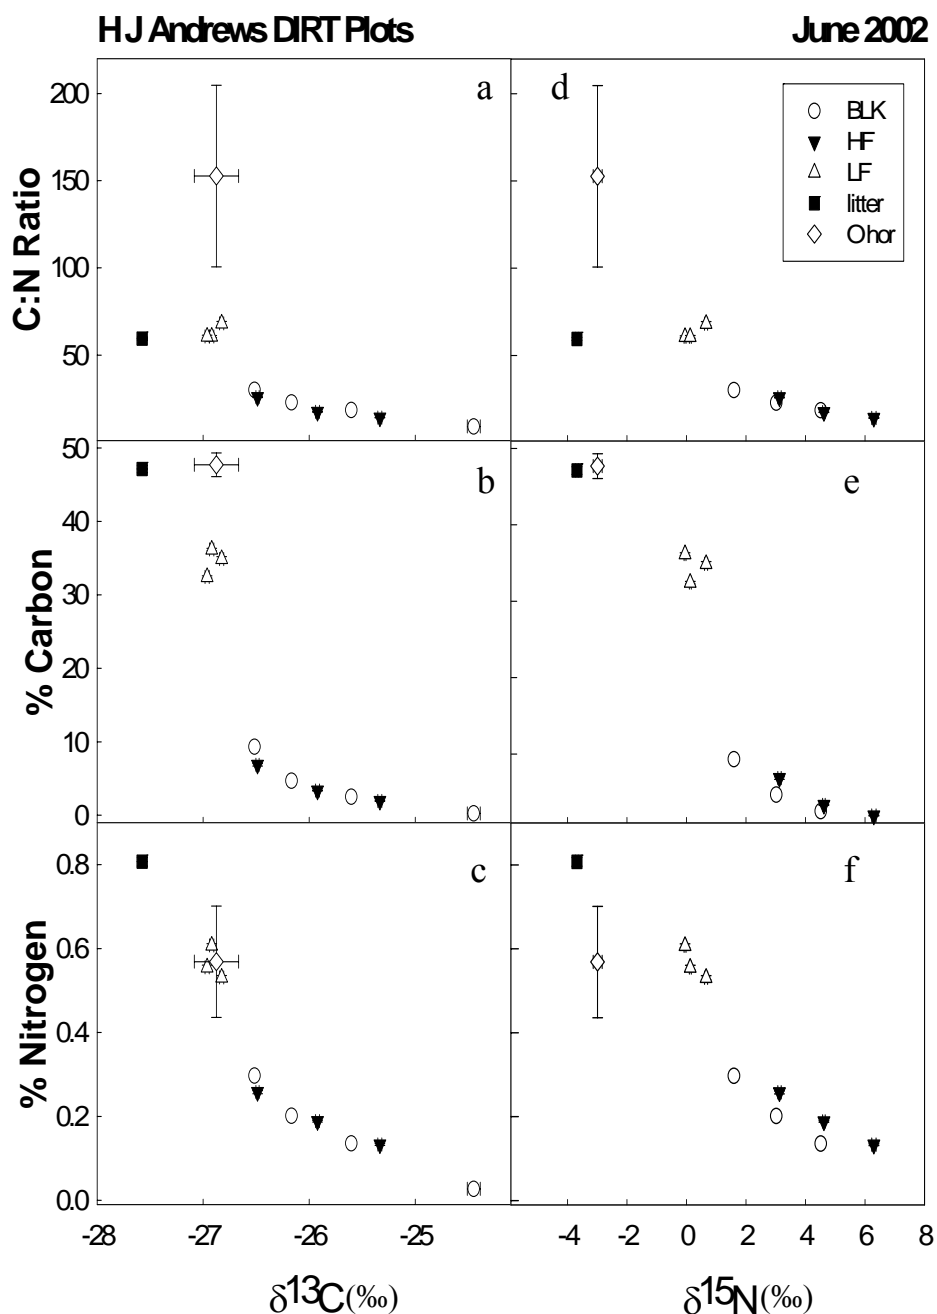 H J Andrews DIRT Plots June 2002
a
d
BLK
HF
LF
litter
O hor
C:N Ratio
200
150
100
50
b
e
% Carbon
50
40
30
20
10
0
c
f
% Nitrogen
0.8
0.6
0.4
0.2
0.0
-28 -27 -26 -25
-4 -2 0 2 4 6 8
δ13C(‰)
δ15N(‰)